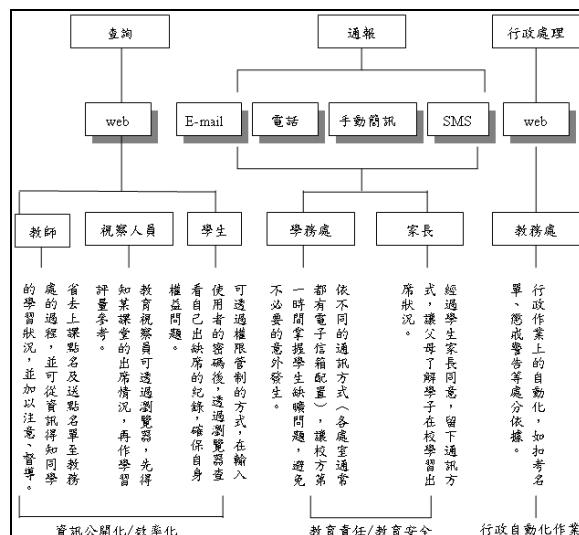 查詢
通報
行政處理
web
E-mail
電話
手動簡訊
SMS
web
教師
視察人員
學生
學務處
家長
教務處
省去上課點名及送點名單至教務
處的過程，並可從資訊得知同學
的學習狀況，並加以注意、督導。
教育視察員可透過瀏覽器，先得
知某課堂的出席情況，再作學習
評量參考。
可透過權限管制的方式，在輸入
使用者的密碼後，透過瀏覽器查
看自己出缺席的紀錄，確保自身
權益問題。
依不同的通訊方式（各處室通常
都有電子信箱配置），讓校方第
一時間掌握學生缺曠問題，避免
不必要的意外發生。
經過學生家長同意，留下通訊方
式，讓父母了解學子在校學習出
席狀況。
行政作業上的自動化，如扣考名
單、懲戒警告等處分依據。
資訊公開化/效率化
教育責任/教育安全
行政自動化作業